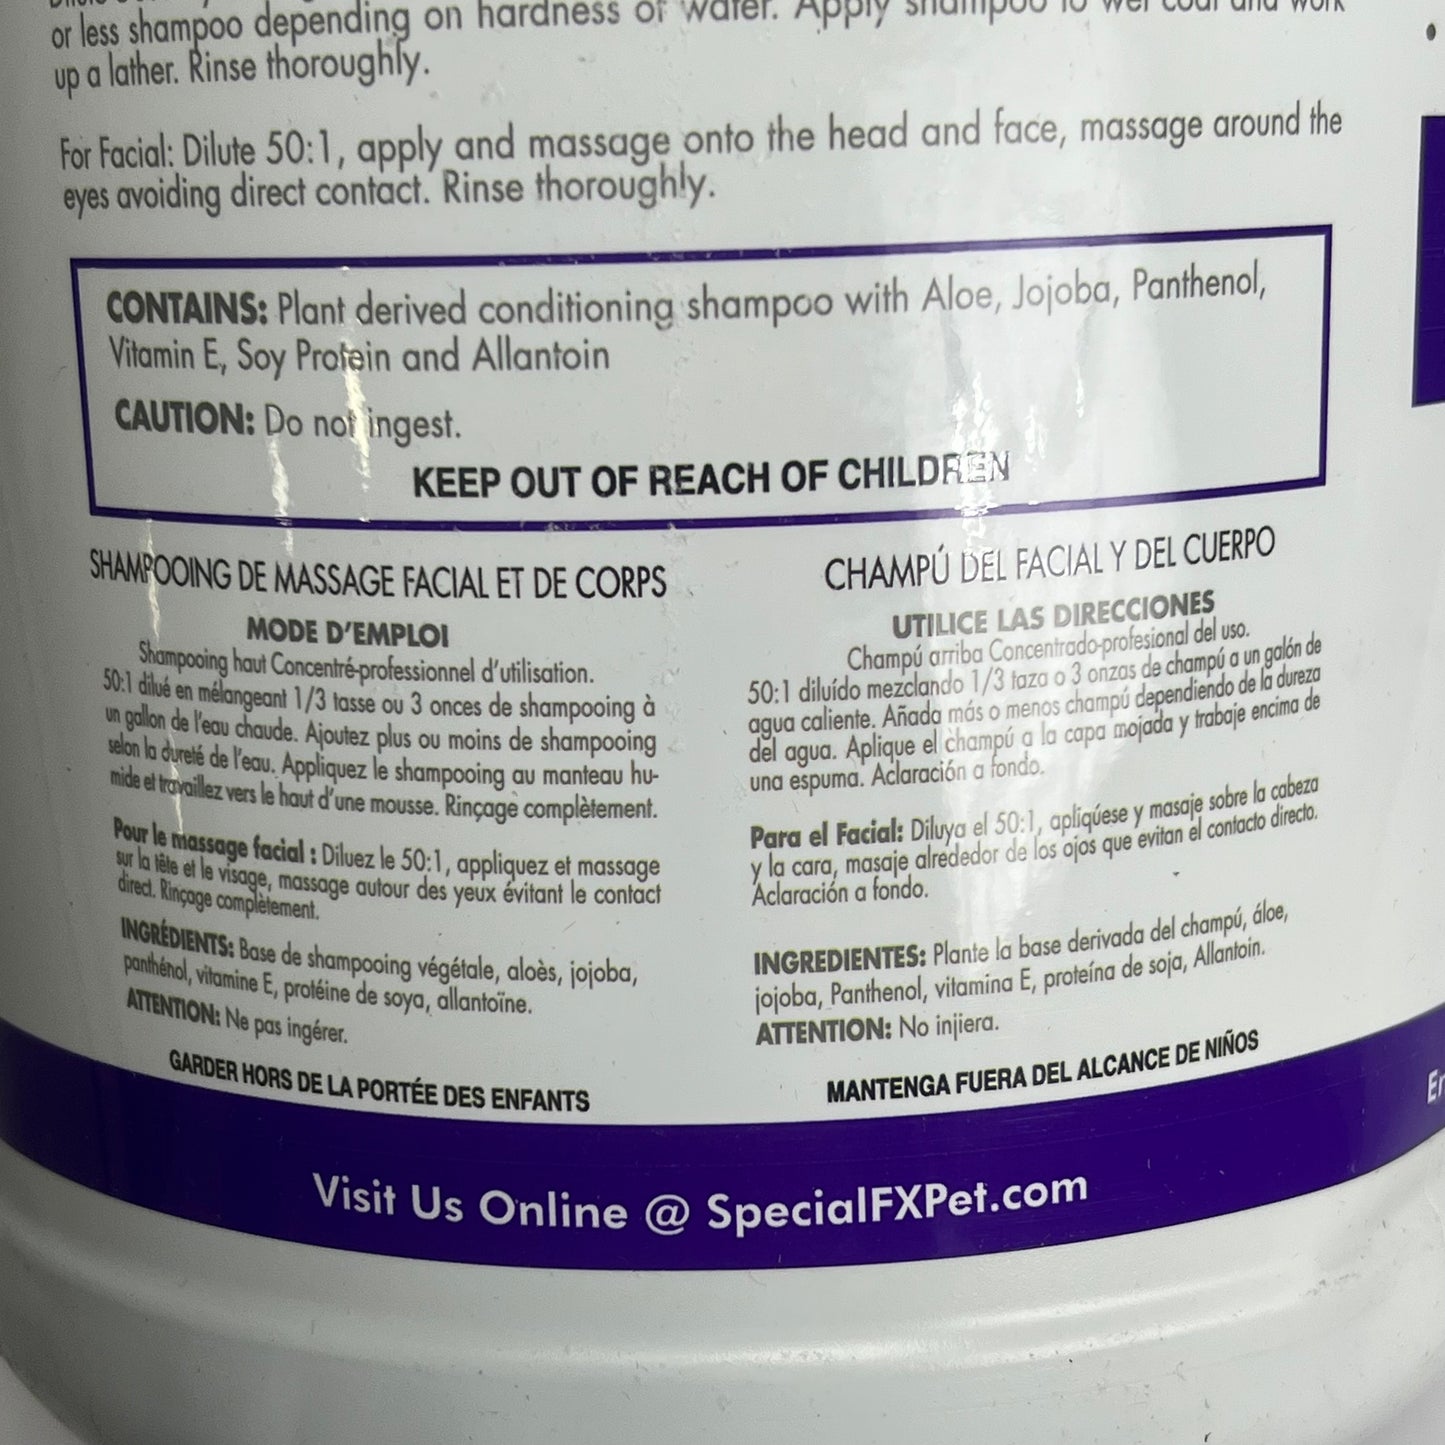 or less shampoo depending on hardness of water. Apply shampoo to wet coat and work
up a lather. Rinse thoroughly.
For Facial: Dilute 50:1, apply and massage onto the head and face, massage around the
eyes avoiding direct contact. Rinse thoroughly.
CONTAINS: Plant derived conditioning shampoo with Aloe, Jojoba, Panthenol,
Vitamin E, Soy Protein and Allantoin
CAUTION: Do not ingest.
KEEP OUT OF REACH OF CHILDREN
SHAMPOOING DE MASSAGE FACIAL ET DE CORPS
MODE D'EMPLOI
Shampooing haut Concentré-professionnel d'utilisation.
50:1 dilué en mélangeant 1/3 tasse ou 3 onces de shampooing à
un gallon de l'eau chaude. Ajoutez plus ou moins de shampooing
selon la dureté de l'eau. Appliquez le shampooing au manteau hu-
mide et travaillez vers le haut d'une mousse. Rinçage complètement.
Pour le massage facial : Diluez le 50:1, appliquez et massage
sur la tête et le visage, massage autour des yeux évitant le contact
direct. Rinçage complètement.
INGRÉDIENTS: Base de shampooing végétale, aloès, jojoba,
panthénol, vitamine E, protéine de soya, allantoïne.
ATTENTION: Ne pas ingérer.
GARDER HORS DE LA PORTÉE DES ENFANTS
CHAMPÚ DEL FACIAL Y DEL CUERPO
UTILICE LAS DIRECCIONES
Champú arriba Concentrado-profesional del uso.
50:1 diluído mezclando 1/3 taza o 3 onzas de champú a un galón de
agua caliente. Añada más o menos champú dependiendo de la dureza
del agua. Aplique el champú a la capa mojada y trabaje encima de
una espuma. Aclaración a fondo.
Para el Facial: Diluya el 50:1, aplíquese y masaje sobre la cabeza
y la cara, masaje alrededor de los ojos que evitan el contacto directo.
Aclaración a fondo.
INGREDIENTES: Plante la base derivada del champú, áloe,
jojoba, Panthenol, vitamina E, proteína de soja, Allantoin.
ATTENTION: No injiera.
MANTENGA FUERA DEL ALCANCE DE NIÑOS
Visit Us Online @ SpecialFXPet.com